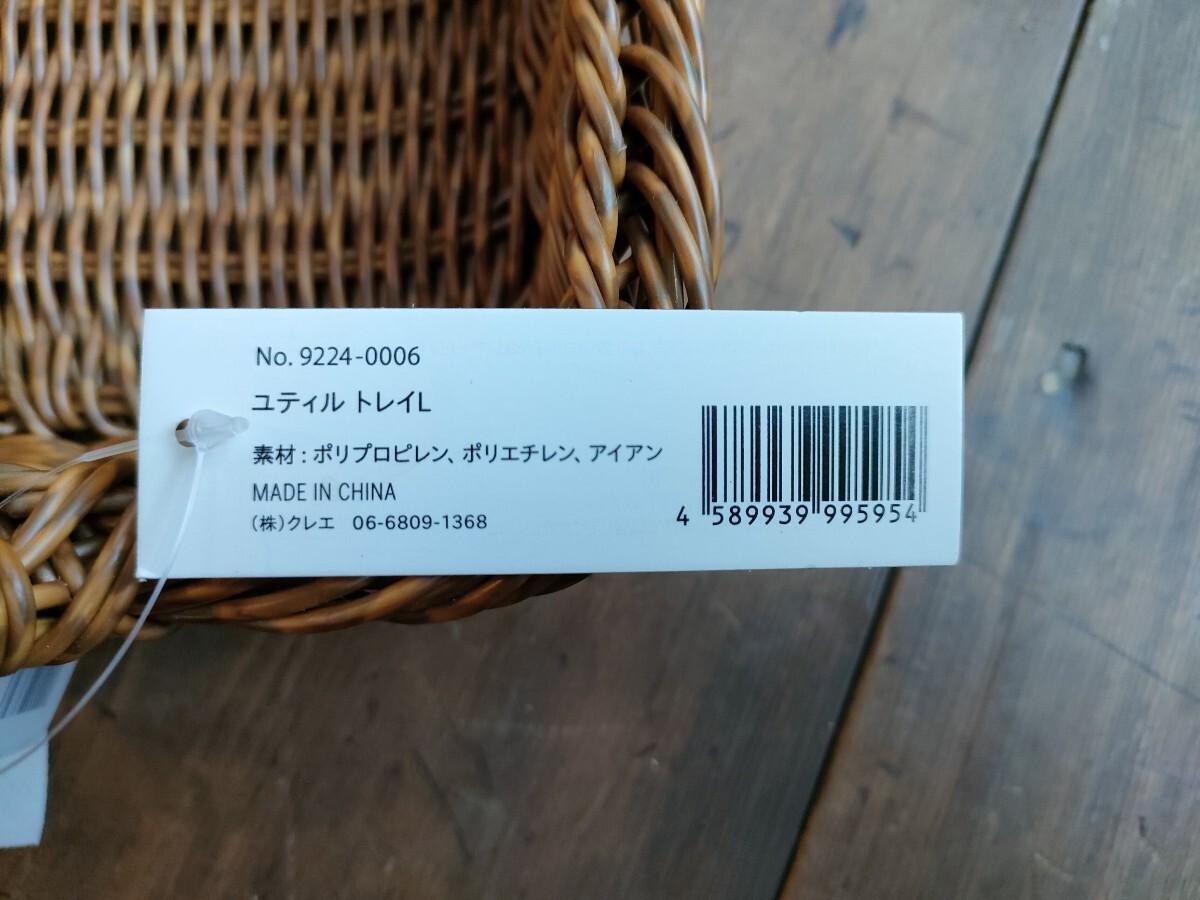 No. 9224-0006
ユティル トレイL
素材 : ポリプロピレン、ポリエチレン、アイアン
MADE IN CHINA
(株)クレエ　06-6809-1368
4 589939 995954